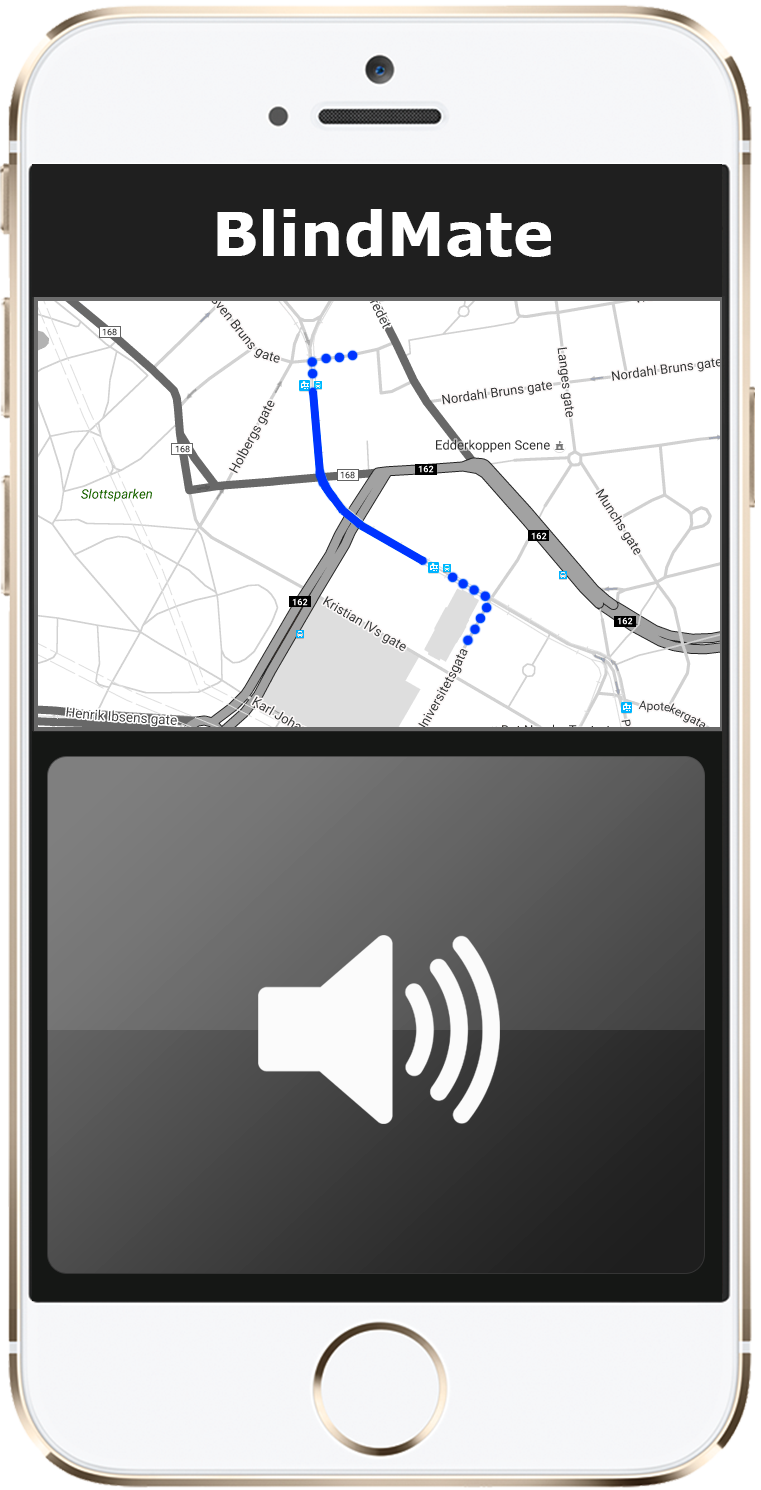 BlindMate
168
oven Bruns gate
redet
Langes gate
Nordahl Bruns gate
Nordahl Bruns gate
Holbergs gate
Edderkoppen Scene
168
168
162
Slottsparken
Munchs gate
162
162
Kristian IVs gate
162
Universitetsgata
Henrik Ibsens gate
Karl Joha
Apotekergata
P